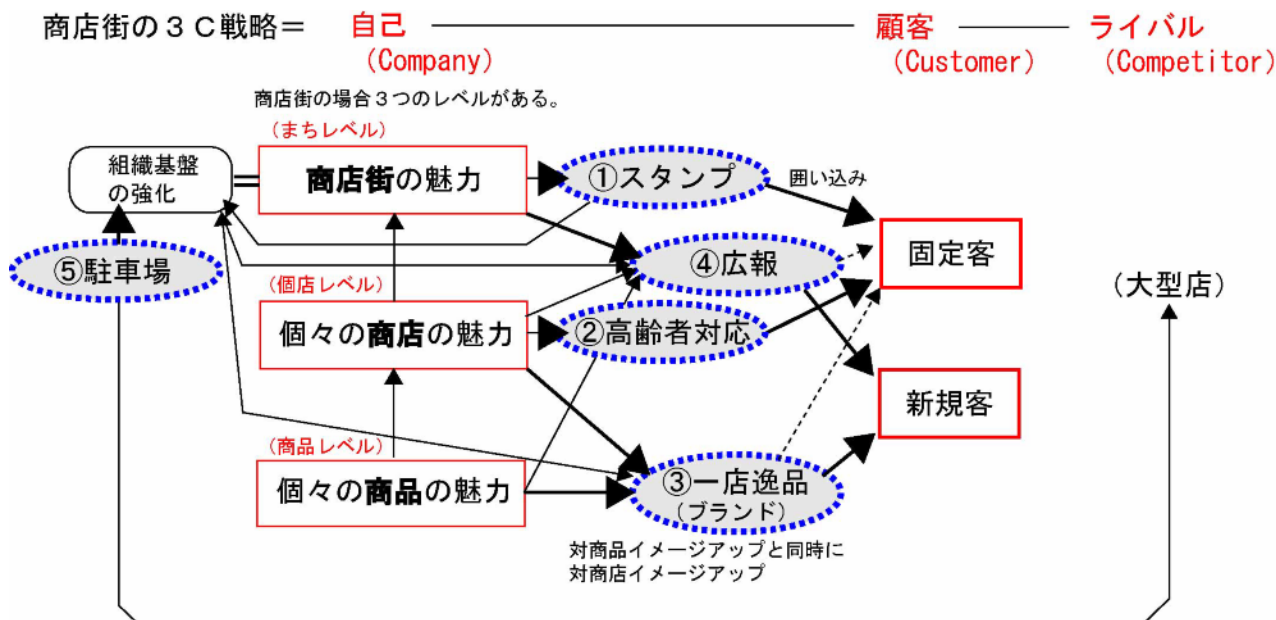 商店街の３Ｃ戦略＝ 自己 顧客 ライバル
(Company) (Customer) (Competitor)
商店街の場合３つのレベルがある。
(まちレベル)
組織基盤
の強化
商店街の魅力
①スタンプ
囲い込み
④広報
固定客
⑤駐車場
(個店レベル)
(大型店)
個々の商店の魅力
②高齢者対応
新規客
(商品レベル)
個々の商品の魅力
③一店逸品
(ブランド)
対商品イメージアップと同時に
対商店イメージアップ